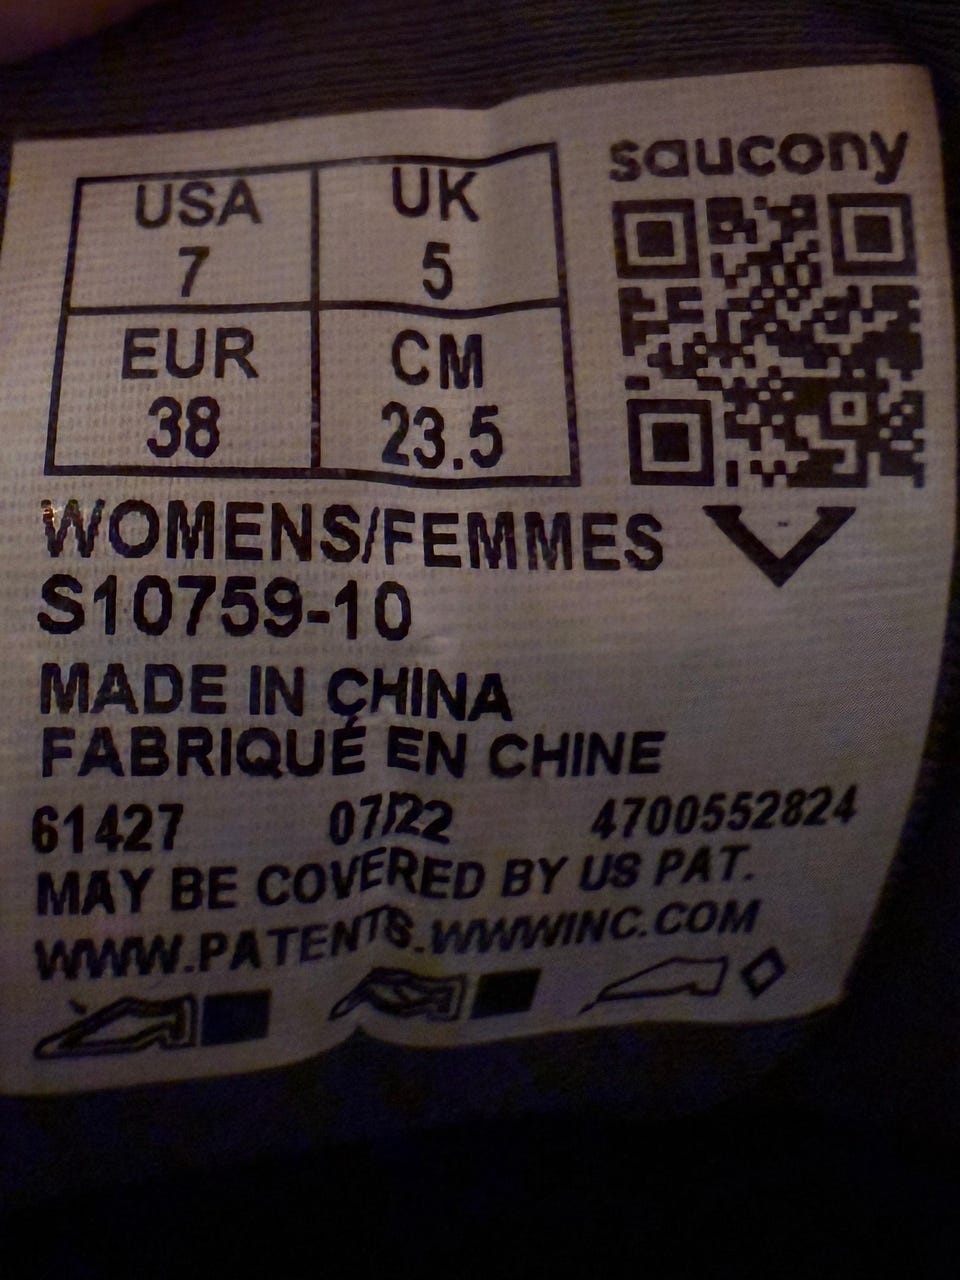 saucony
USA UK
7 5
EUR CM
38 23.5
WOMENS/FEMMES
S10759-10
MADE IN CHINA
FABRIQUÉ EN CHINE
61427 07/22 4700552824
MAY BE COVERED BY US PAT.
WWW.PATENTS.WWWINC.COM